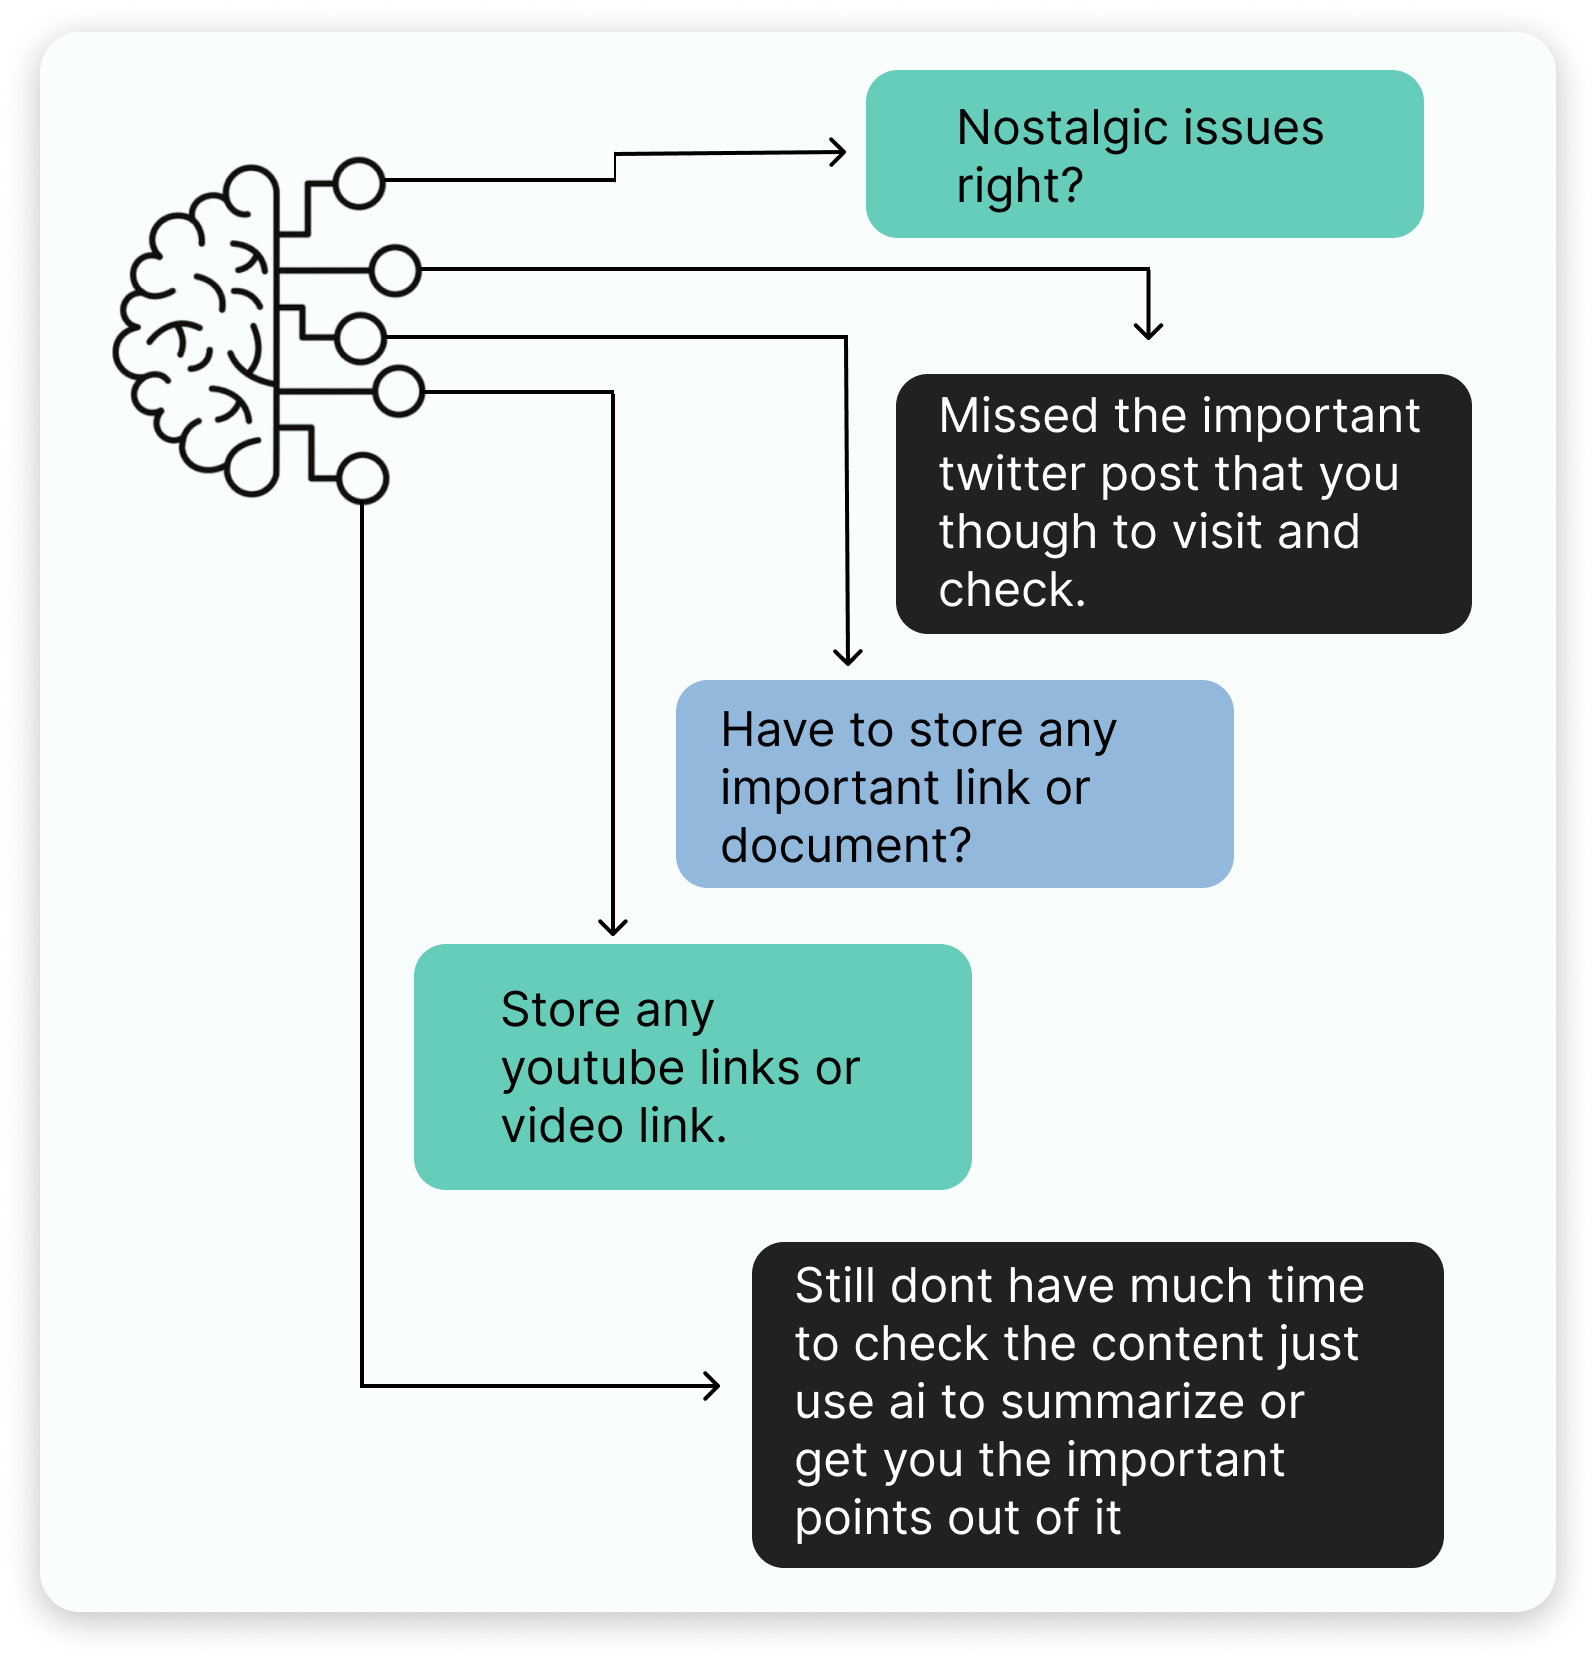 Nostalgic issues
right?
Missed the important
twitter post that you
though to visit and
check.
Have to store any
important link or
document?
Store any
youtube links or
video link.
Still dont have much time
to check the content just
use ai to summarize or
get you the important
points out of it